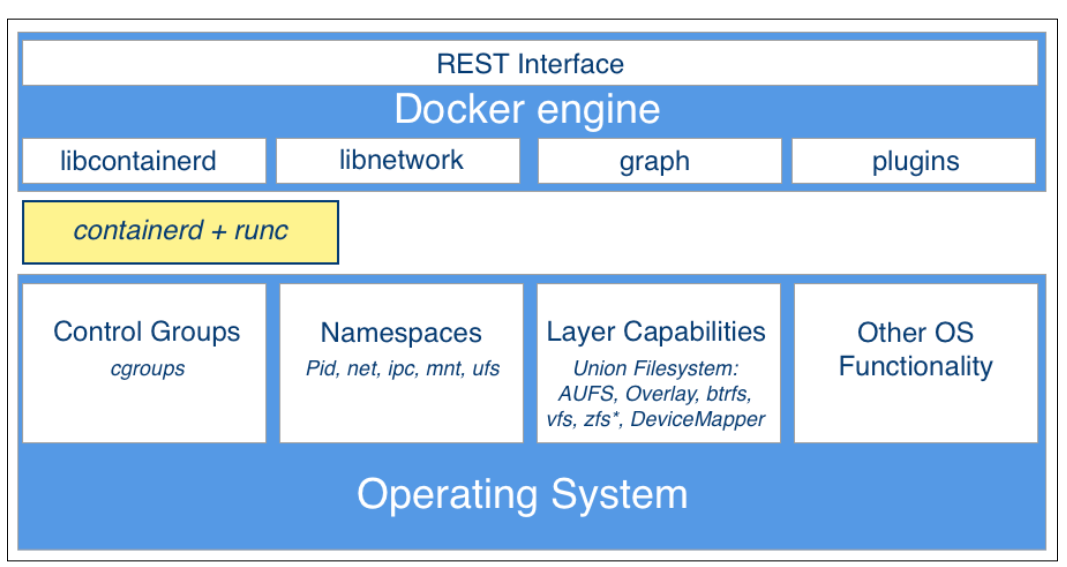 REST Interface
Docker engine
libcontainerd
libnetwork
graph
plugins
containerd + runc
Control Groups
cgroups
Namespaces
Pid, net, ipc, mnt, ufs
Layer Capabilities
Union Filesystem:
AUFS, Overlay, btrfs,
vfs, zfs*, DeviceMapper
Other OS
Functionality
Operating System